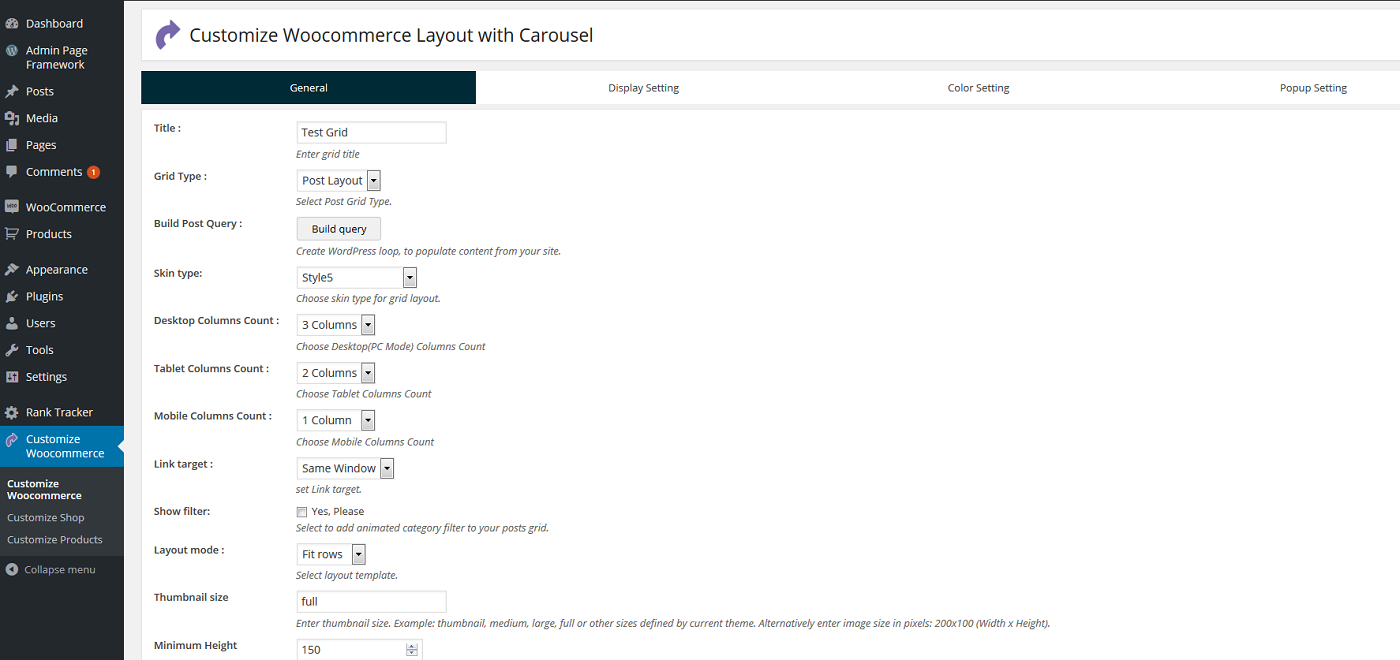 Dashboard
Admin Page
Framework
Posts
Media
Pages
Comments 1
WooCommerce
Products
Appearance
Plugins
Users
Tools
Settings
Rank Tracker
Customize
Woocommerce
Customize
Woocommerce
Customize Shop
Customize Products
Collapse menu
Customize Woocommerce Layout with Carousel
General Display Setting Color Setting Popup Setting
Title : Test Grid
Enter grid title
Grid Type : Post Layout
Select Post Grid Type.
Build Post Query : Build query
Create WordPress loop, to populate content from your site.
Skin type: Style5
Choose skin type for grid layout.
Desktop Columns Count : 3 Columns
Choose Desktop(PC Mode) Columns Count
Tablet Columns Count : 2 Columns
Choose Tablet Columns Count
Mobile Columns Count : 1 Column
Choose Mobile Columns Count
Link target : Same Window
set Link target.
Show filter: Yes, Please
Select to add animated category filter to your posts grid.
Layout mode : Fit rows
Select layout template.
Thumbnail size full
Enter thumbnail size. Example: thumbnail, medium, large, full or other sizes defined by current theme. Alternatively enter image size in pixels: 200x100 (Width x Height).
Minimum Height 150